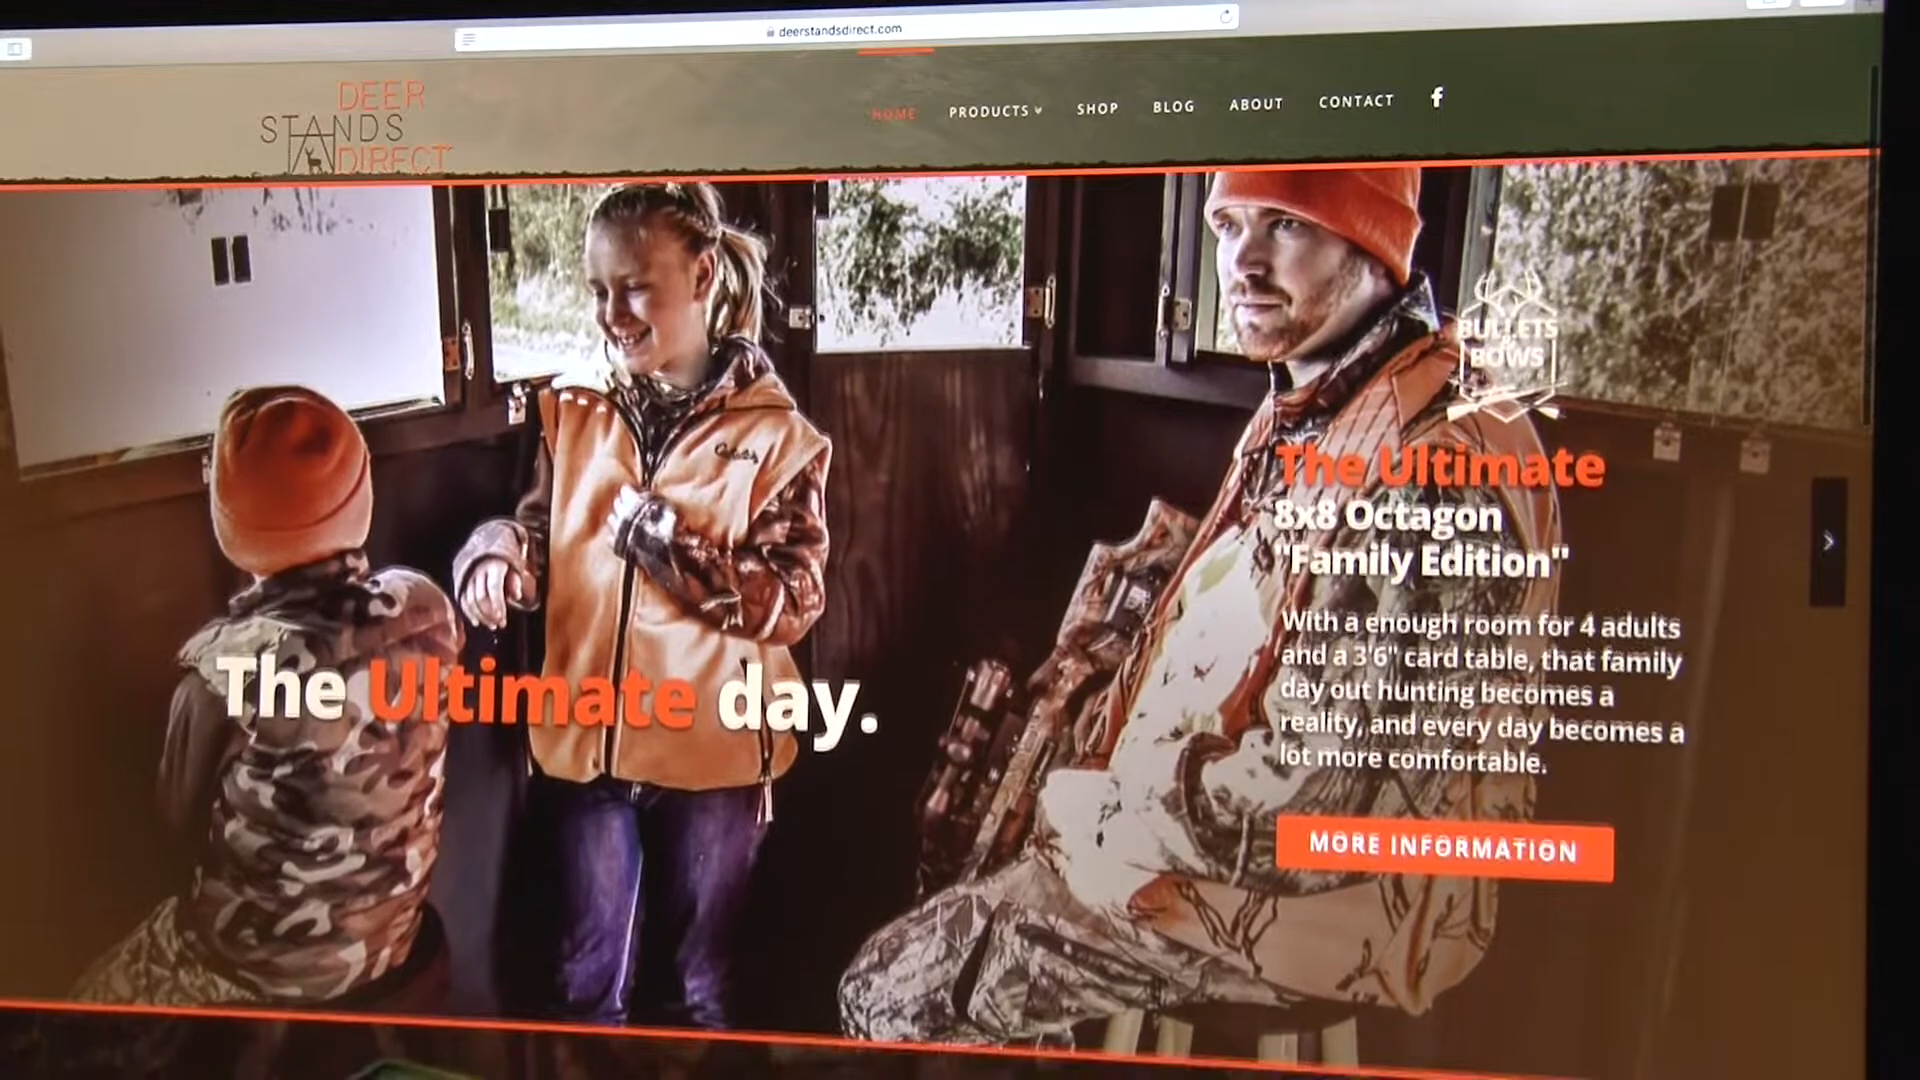 deerstandsdirect.com
DEER
STANDS
DIRECT
HOME PRODUCTS SHOP BLOG ABOUT CONTACT f
BULLETS
&
BOWS
Cabela's
The Ultimate
8x8 Octagon
"Family Edition"
With a enough room for 4 adults
and a 3'6" card table, that family
day out hunting becomes a
reality, and every day becomes a
lot more comfortable.
The Ultimate day.
MORE INFORMATION